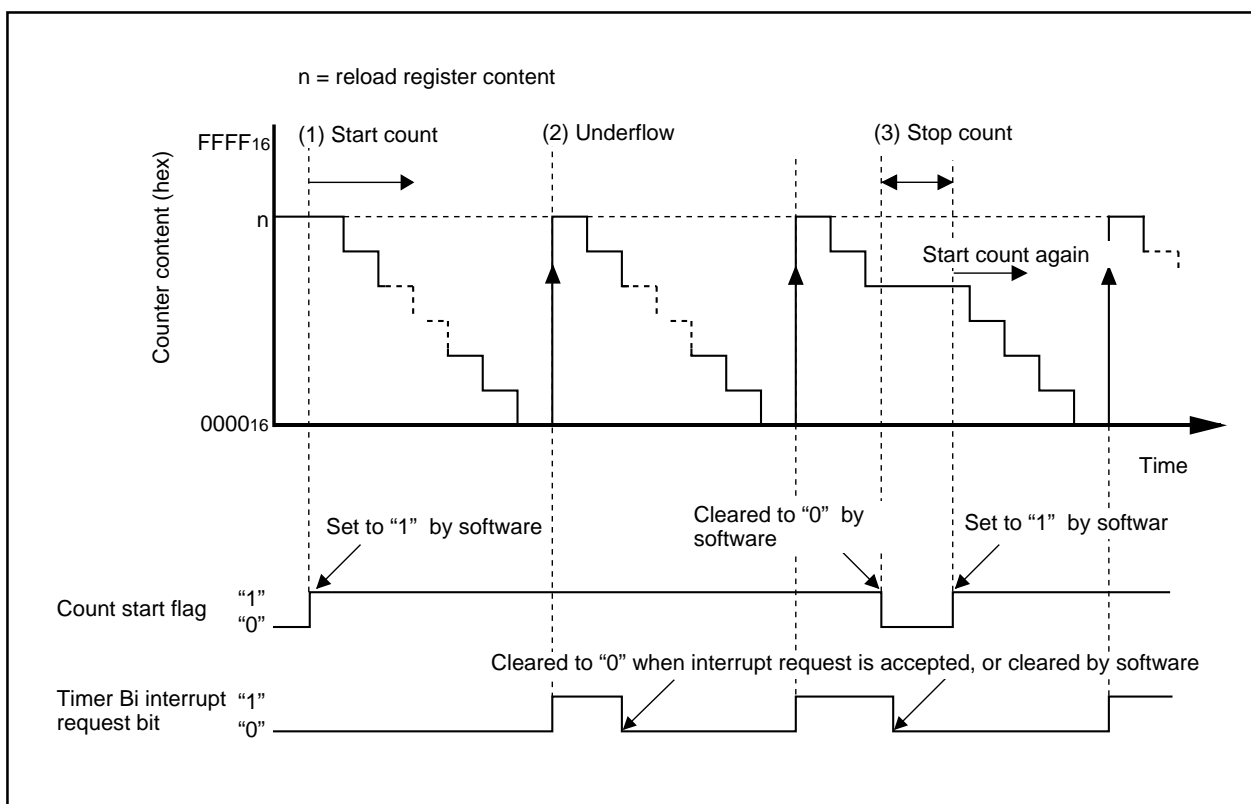 n = reload register content
FFFF16
(1) Start count
(2) Underflow
(3) Stop count
Counter content (hex)
n
Start count again
000016
Time
Set to “1” by software
Cleared to “0” by
software
Set to “1” by softwar
Count start flag
“1”
“0”
Cleared to “0” when interrupt request is accepted, or cleared by software
Timer Bi interrupt
request bit
“1”
“0”